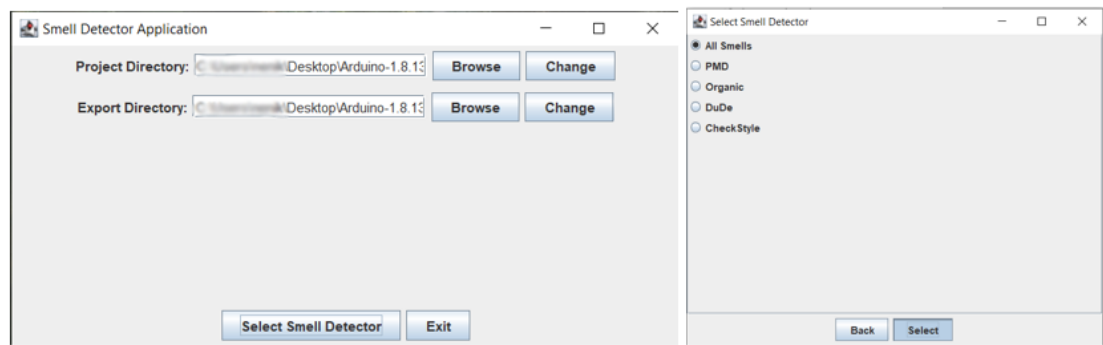 Smell Detector Application
Project Directory: \Desktop\Arduino-1.8.13 Browse Change
Export Directory: \Desktop\Arduino-1.8.13 Browse Change
Select Smell Detector Exit
Select Smell Detector
All Smells
PMD
Organic
DuDe
CheckStyle
Back Select